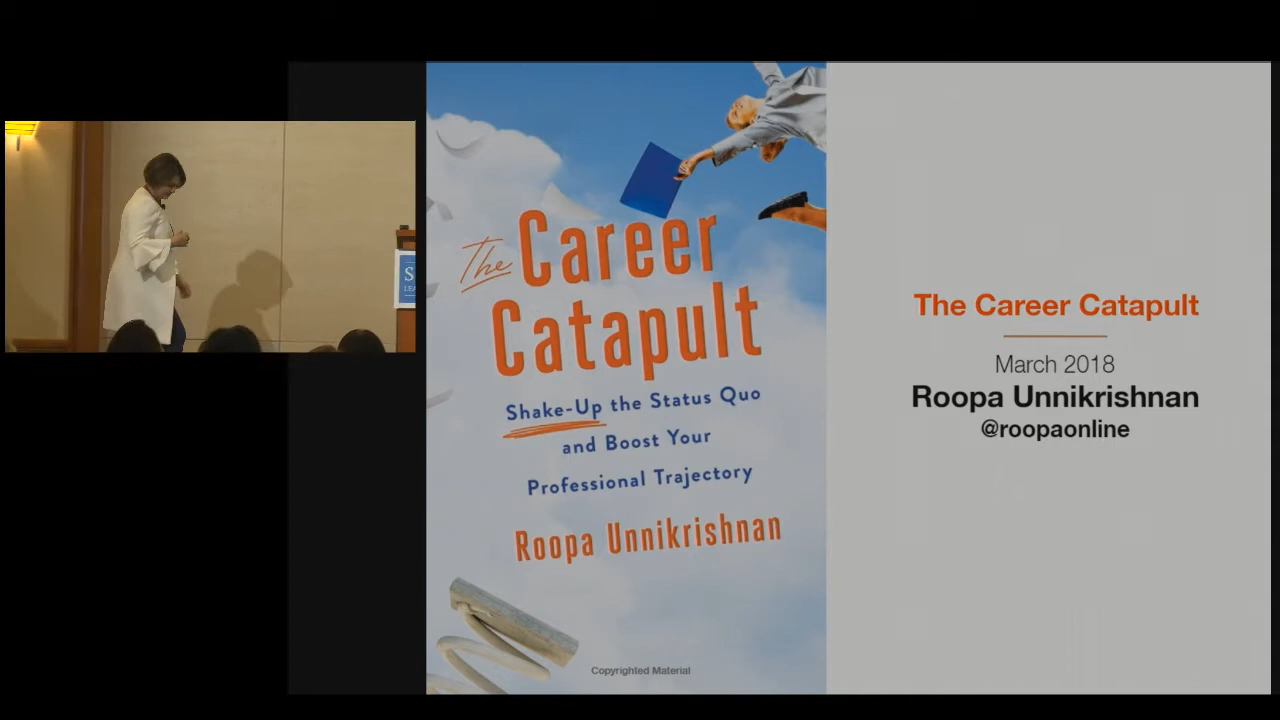 The Career
Catapult
Shake-Up the Status Quo
and Boost Your
Professional Trajectory
Roopa Unnikrishnan
Copyrighted Material
The Career Catapult
March 2018
Roopa Unnikrishnan
@roopaonline